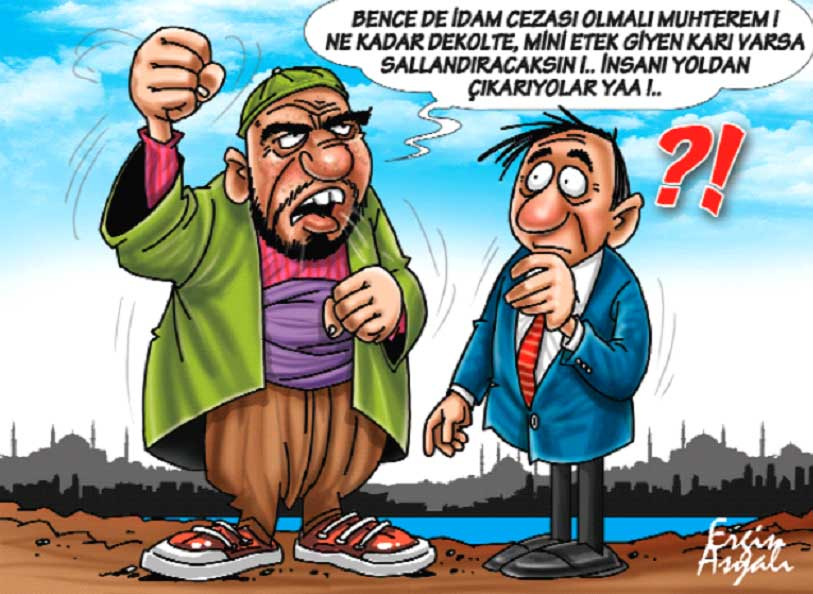 BENCE DE İDAM CEZASI OLMALI MUHTEREM !
NE KADAR DEKOLTE, MİNİ ETEK GİYEN KARI VARSA
SALLANDIRACAKSIN !.. İNSANI YOLDAN
ÇIKARIYOLAR YAA !..
?!
Ergin
Asyalı